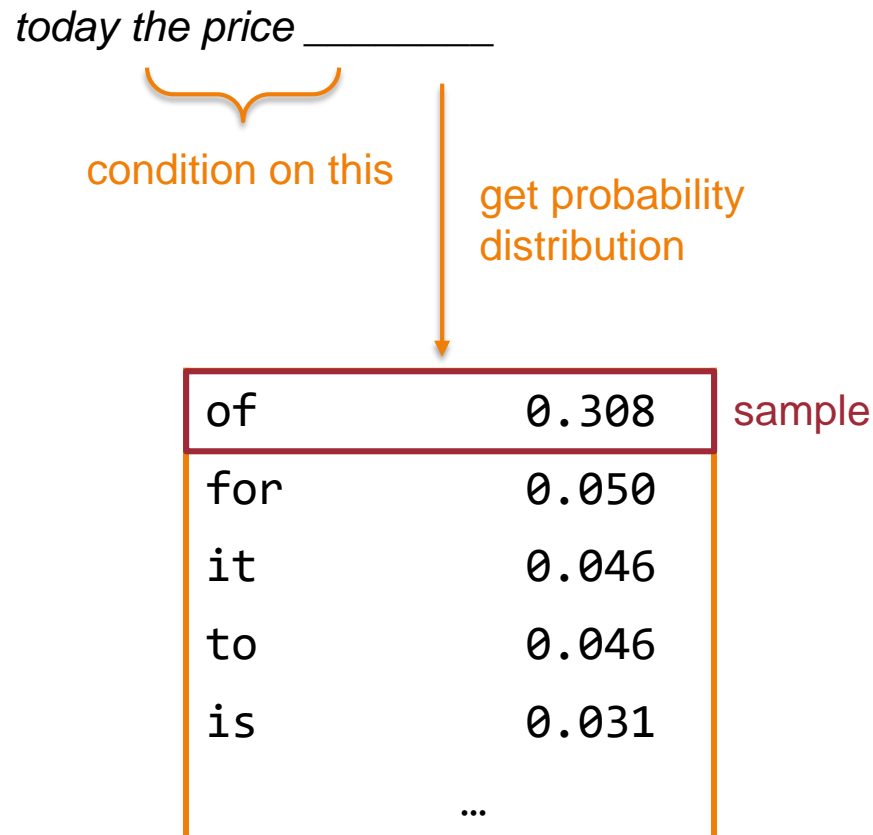 today the price _________
condition on this
get probability
distribution
of 0.308 sample
for 0.050
it 0.046
to 0.046
is 0.031
…